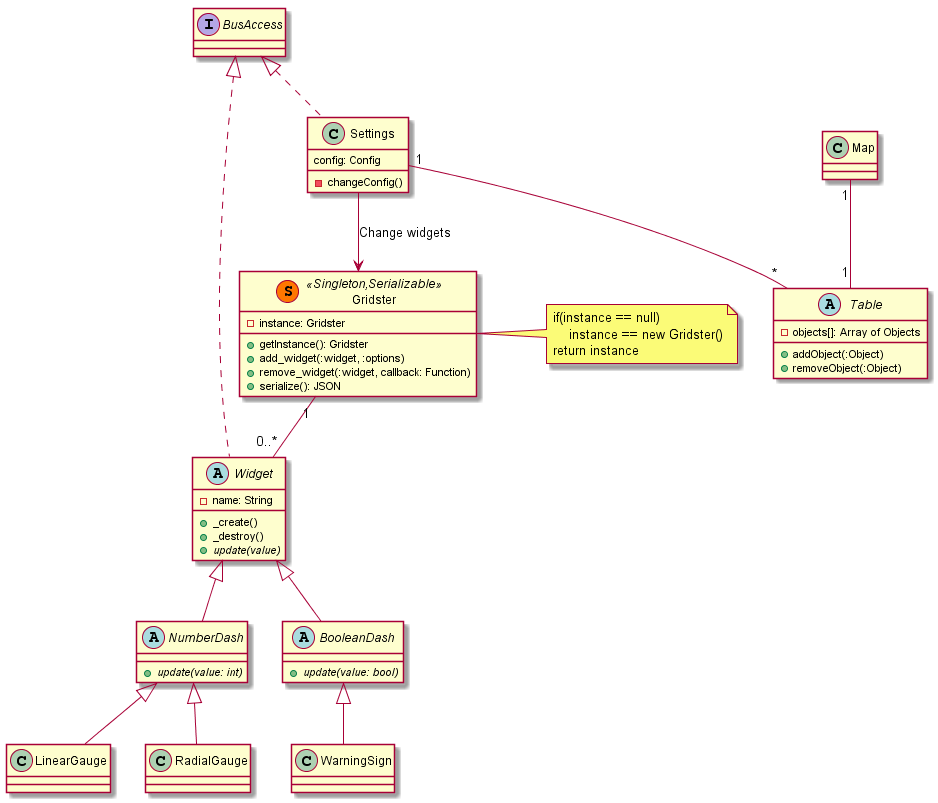 I BusAccess
C Settings
config: Config
changeConfig()
1
C Map
1
Change widgets
*
1
S «Singleton,Serializable»
Gridster
instance: Gridster
getInstance(): Gridster
add_widget(:widget, :options)
remove_widget(:widget, callback: Function)
serialize(): JSON
if(instance == null)
instance == new Gridster()
return instance
A Table
objects[]: Array of Objects
addObject(:Object)
removeObject(:Object)
1
0..*
A Widget
name: String
_create()
_destroy()
update(value)
A NumberDash
update(value: int)
A BooleanDash
update(value: bool)
C LinearGauge
C RadialGauge
C WarningSign